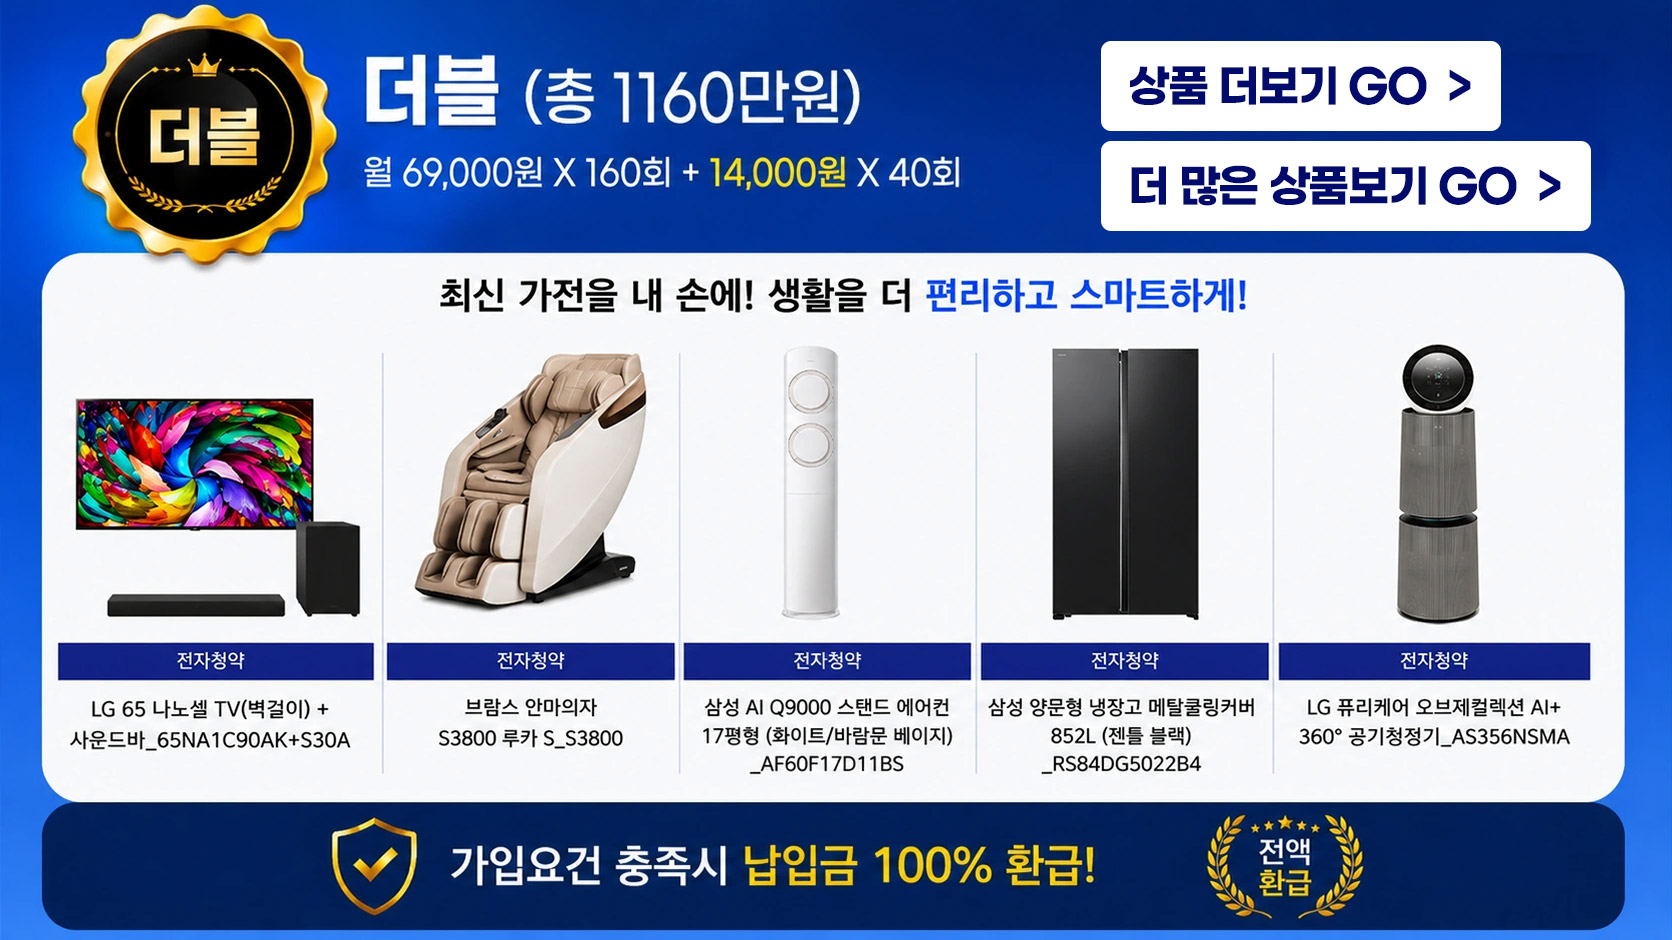 더블
더블 (총 1160만원)
월 69,000원 X 160회 + 14,000원 X 40회
상품 더보기 GO >
더 많은 상품보기 GO >
최신 가전을 내 손에! 생활을 더 편리하고 스마트하게!
전자청약
LG 65 나노셀 TV(벽걸이) +
사운드바_65NA1C90AK+S30A
전자청약
브람스 안마의자
S3800 루카 S_S3800
전자청약
삼성 AI Q9000 스탠드 에어컨
17평형 (화이트/바람문 베이지)
_AF60F17D11BS
전자청약
삼성 양문형 냉장고 메탈쿨링커버
852L (젠틀 블랙)
_RS84DG5022B4
전자청약
LG 퓨리케어 오브제컬렉션 AI+
360° 공기청정기_AS356NSMA
가입요건 충족시 납입금 100% 환급!
전액
환급